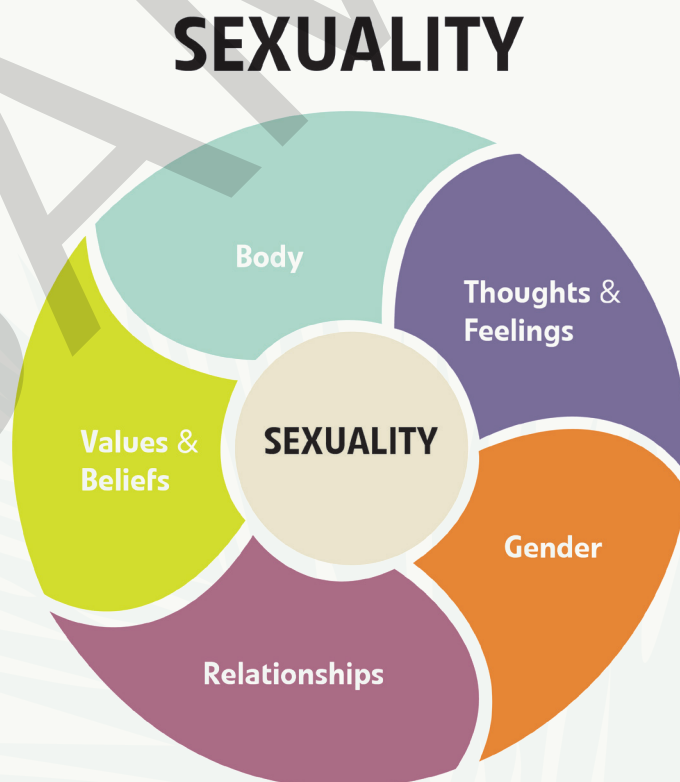 SEXUALITY
Body
Thoughts &
Feelings
Values &
Beliefs
SEXUALITY
Gender
Relationships